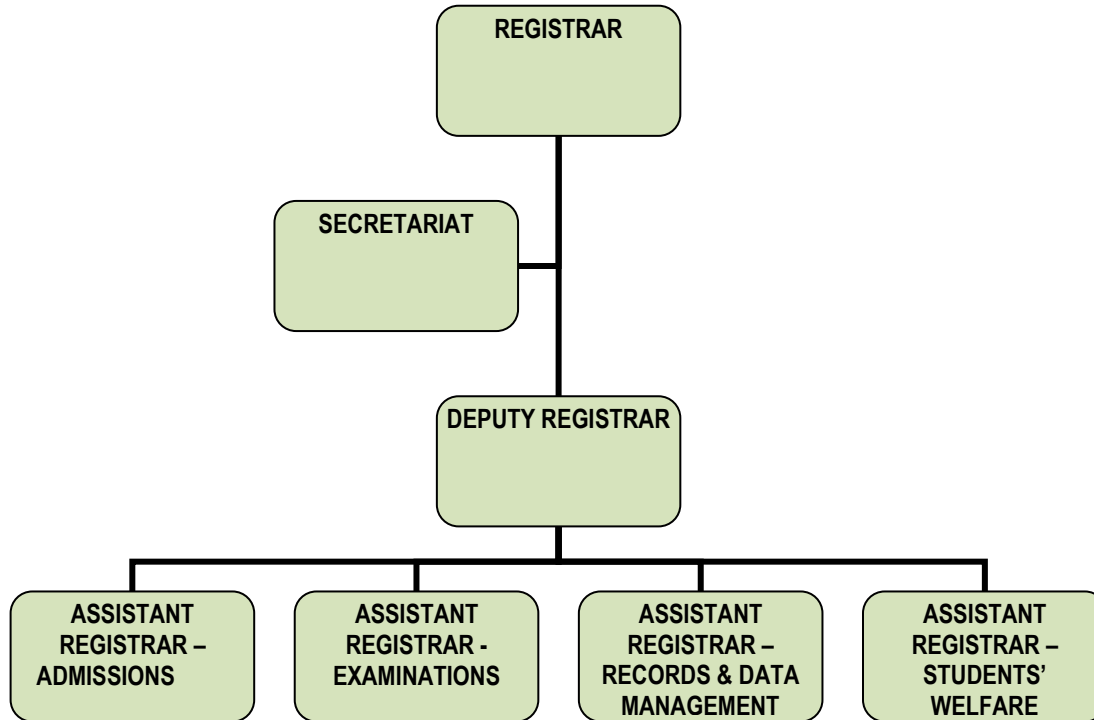 REGISTRAR
SECRETARIAT
DEPUTY REGISTRAR
ASSISTANT
REGISTRAR –
ADMISSIONS
ASSISTANT
REGISTRAR -
EXAMINATIONS
ASSISTANT
REGISTRAR –
RECORDS & DATA
MANAGEMENT
ASSISTANT
REGISTRAR –
STUDENTS’
WELFARE